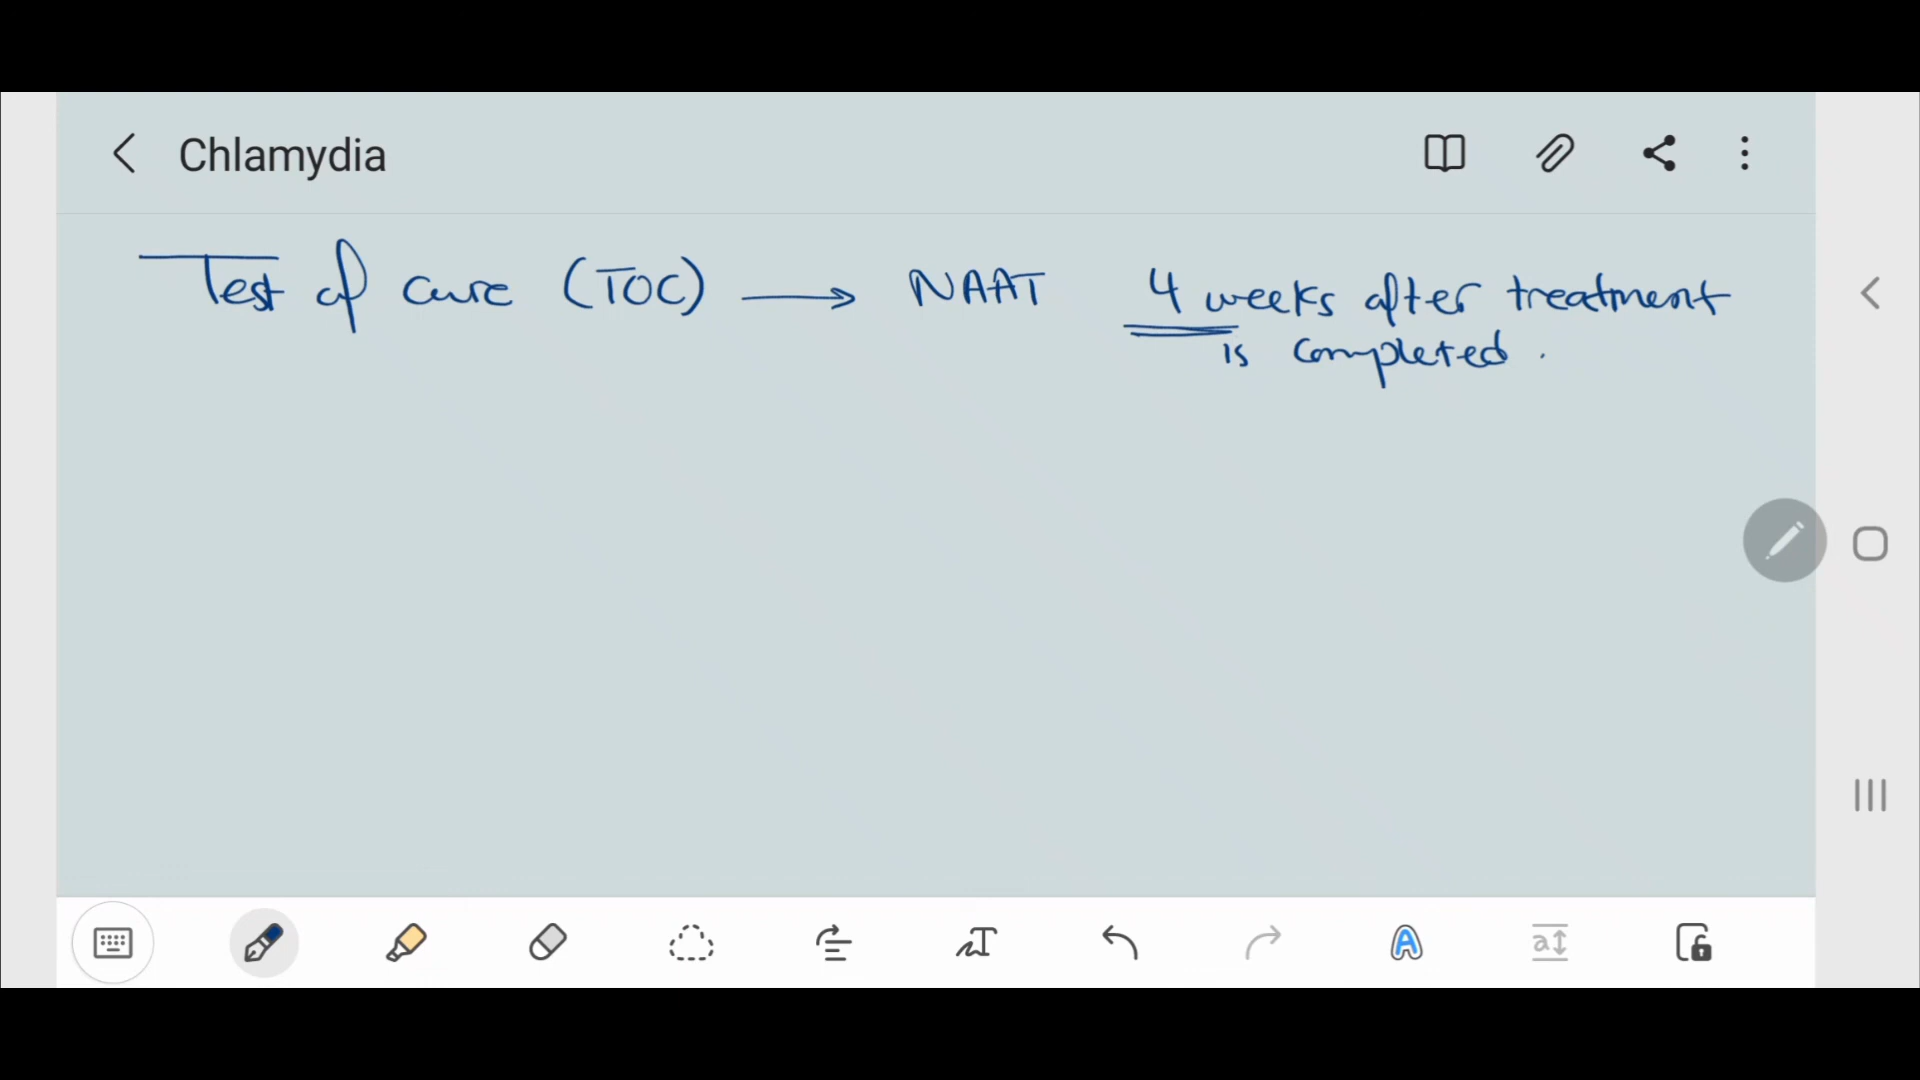 Chlamydia
Test of cure (TOC) → NAAT 4 weeks after treatment
is completed.